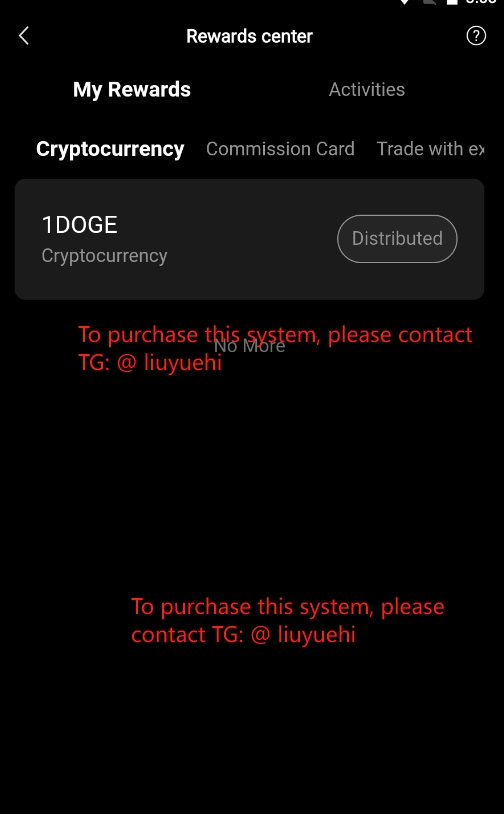 Rewards center
My Rewards
Activities
Cryptocurrency
Commission Card
Trade with ex
1DOGE
Cryptocurrency
Distributed
To purchase this system, please contact
No More
TG: @ liuyuehi
To purchase this system, please
contact TG: @ liuyuehi